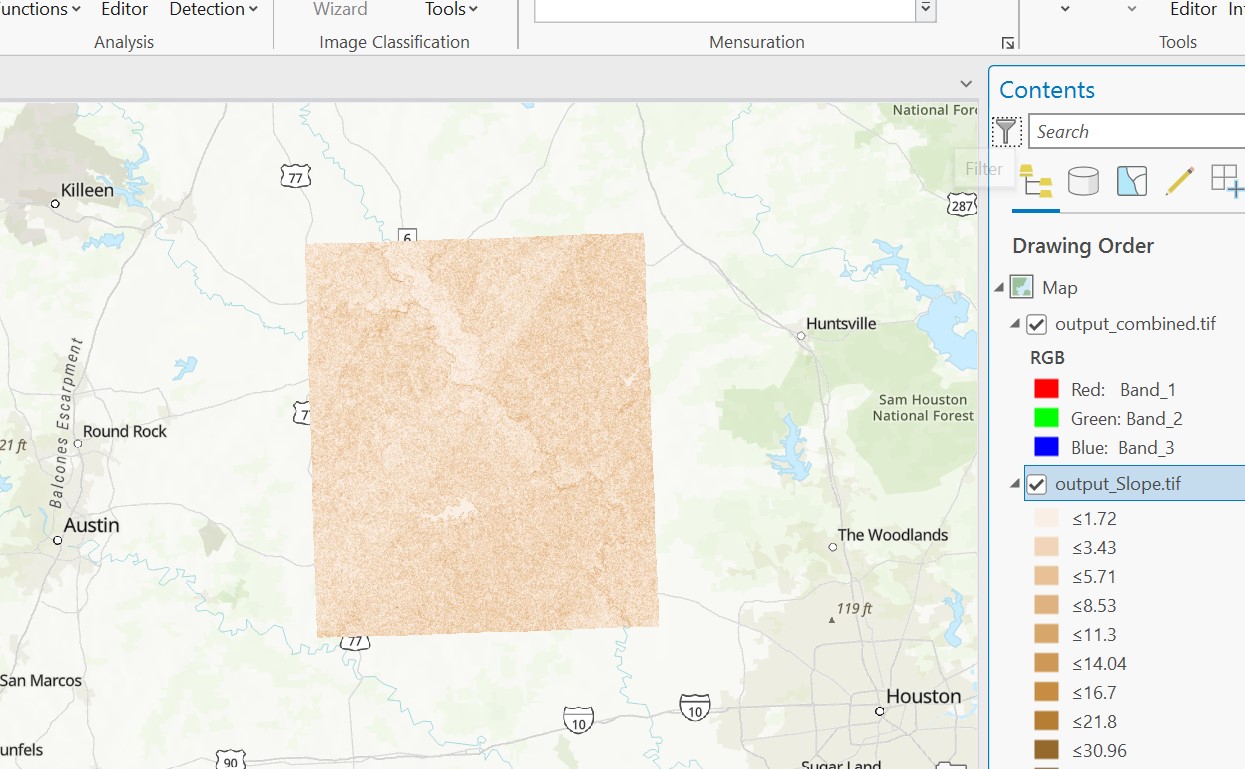 unctions Editor Detection Wizard Tools Editor In
Analysis Image Classification Mensuration Tools
Contents
Search
Filter
Drawing Order
Map
output_combined.tif
RGB
Red: Band_1
Green: Band_2
Blue: Band_3
output_Slope.tif
≤1.72
≤3.43
≤5.71
≤8.53
≤11.3
≤14.04
≤16.7
≤21.8
≤30.96
National For
77
Killeen
287
6
Huntsville
Balcones Escarpment
7
Sam Houston
National Forest
Round Rock
21 ft
Austin
The Woodlands
119 ft
77
San Marcos
Houston
10
10
unfels
90
Sugar Land